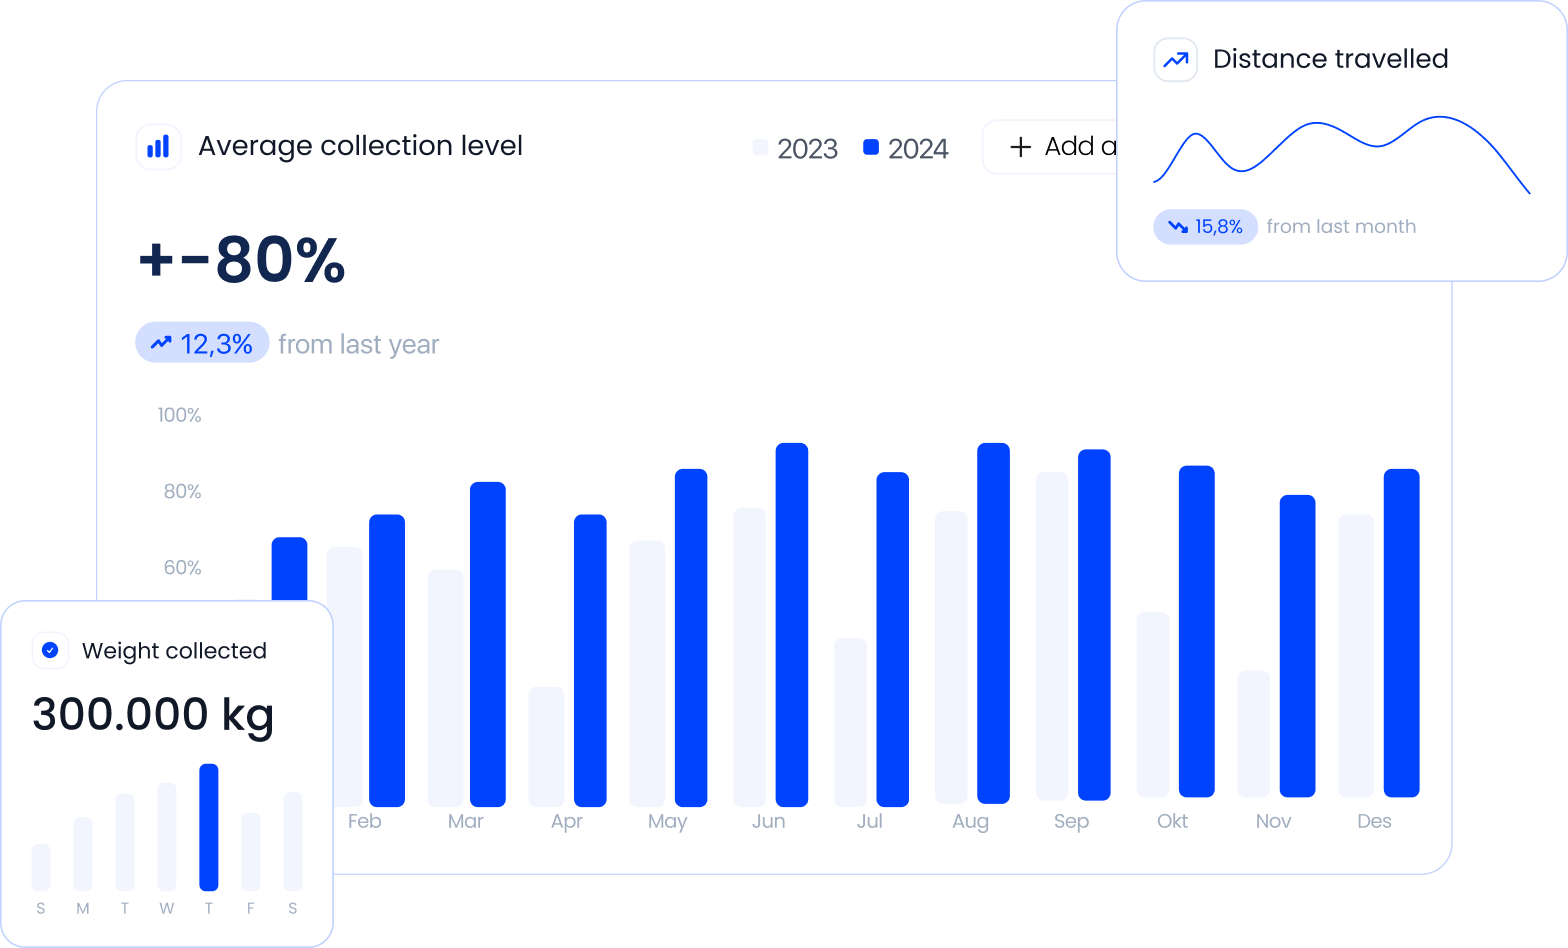 Distance travelled
15,8% from last month
Average collection level
2023 2024
+ Add a
+-80%
12,3% from last year
100%
80%
60%
Feb Mar Apr May Jun Jul Aug Sep Okt Nov Des
Weight collected
300.000 kg
S M T W T F S